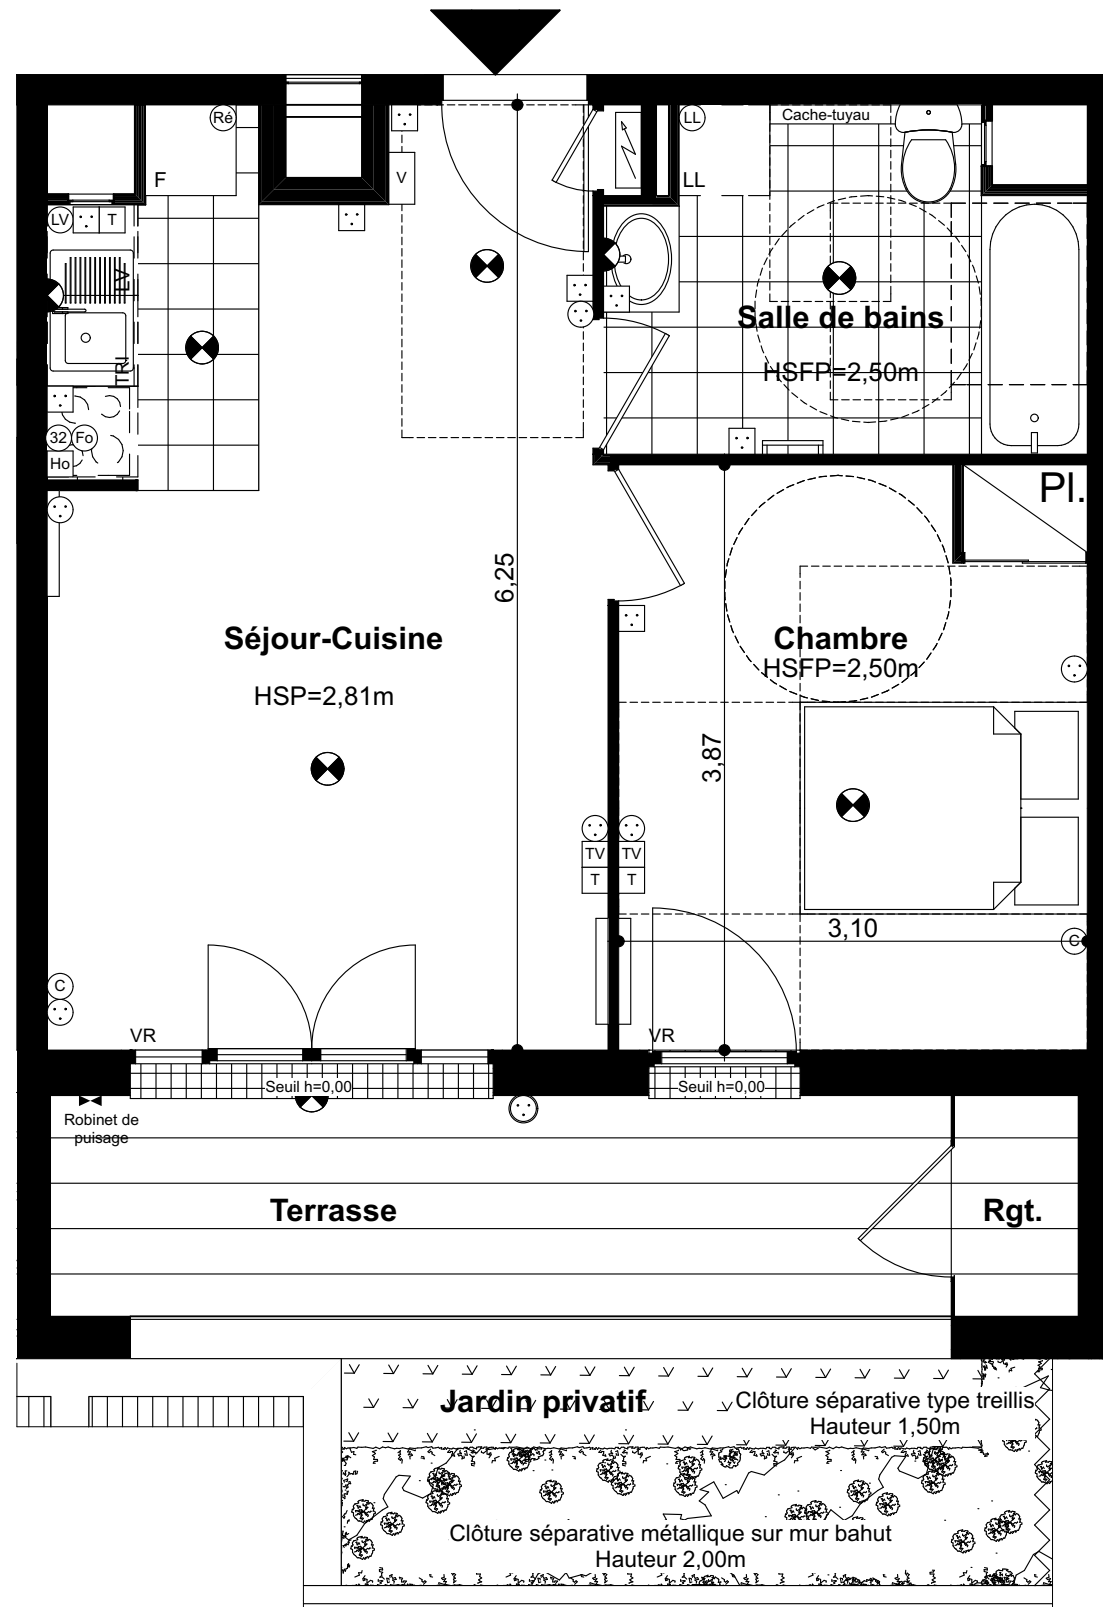 Ré
LL
Cache-tuyau
F
V
LL
LV
T
LV
Salle de bains
HSFP=2,50m
TRI
32
Fo
Ho
Pl.
6,25
Séjour-Cuisine
HSP=2,81m
Chambre
HSFP=2,50m
3,87
TV
TV
T
T
3,10
C
C
VR
VR
Seuil h=0,00
Seuil h=0,00
Robinet de
puisage
Terrasse
Rgt.
Jardin privatif
Clôture séparative type treillis
Hauteur 1,50m
Clôture séparative métallique sur mur bahut
Hauteur 2,00m